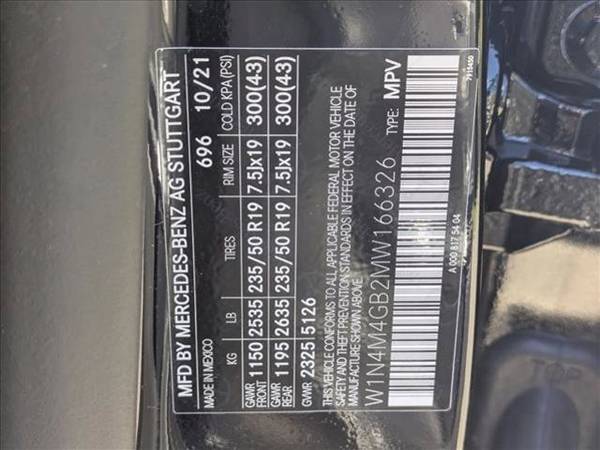 MFD BY MERCEDES-BENZ AG STUTTGART
MADE IN MEXICO 696 10/21
KG LB TIRES RIM SIZE COLD KPA(PSI)
GAWR FRONT 1150 2535 235/50 R19 7.5Jx19 300(43)
GAWR REAR 1195 2635 235/50 R19 7.5Jx19 300(43)
GVWR 2325 5126
THIS VEHICLE CONFORMS TO ALL APPLICABLE FEDERAL MOTOR VEHICLE
SAFETY AND THEFT PREVENTION STANDARDS IN EFFECT ON THE DATE OF
MANUFACTURE.
W1N4M4GB2MW166326 TYPE: MPV
A 000 817 54 04
7915450
TOP